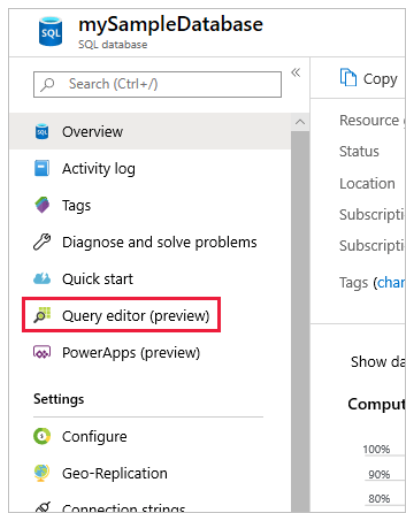 SQL
mySampleDatabase
SQL database
Search (Ctrl+/)
«
Copy
SQL
Overview
Activity log
Tags
Diagnose and solve problems
Quick start
Query editor (preview)
PowerApps (preview)
Settings
Configure
Geo-Replication
Connection strings
Resource
Status
Location
Subscripti
Subscripti
Tags (char
Show da
Comput
100%
90%
80%